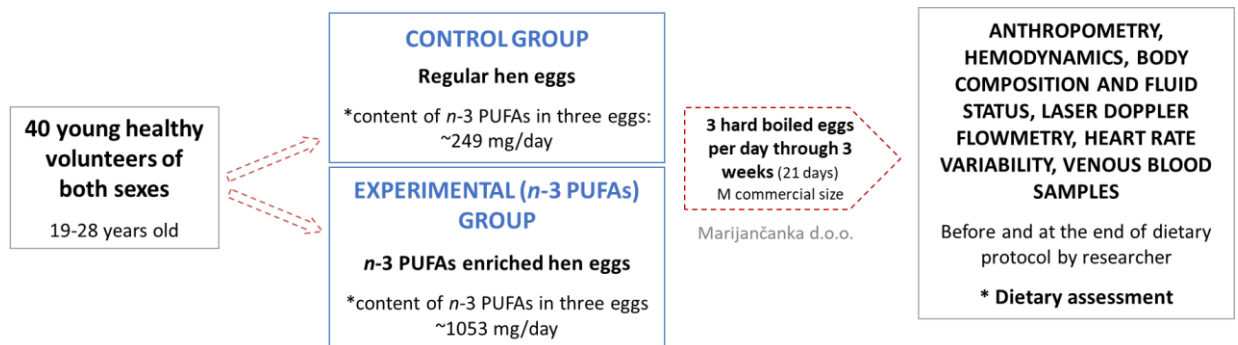 40 young healthy
volunteers of
both sexes
19-28 years old
CONTROL GROUP
Regular hen eggs
*content of n-3 PUFAs in three eggs:
~249 mg/day
EXPERIMENTAL (n-3 PUFAs)
GROUP
n-3 PUFAs enriched hen eggs
*content of n-3 PUFAs in three eggs
~1053 mg/day
3 hard boiled eggs
per day through 3
weeks (21 days)
M commercial size
Marijančanka d.o.o.
ANTHROPOMETRY,
HEMODYNAMICS, BODY
COMPOSITION AND FLUID
STATUS, LASER DOPPLER
FLOWMETRY, HEART RATE
VARIABILITY, VENOUS BLOOD
SAMPLES
Before and at the end of dietary
protocol by researcher
* Dietary assessment